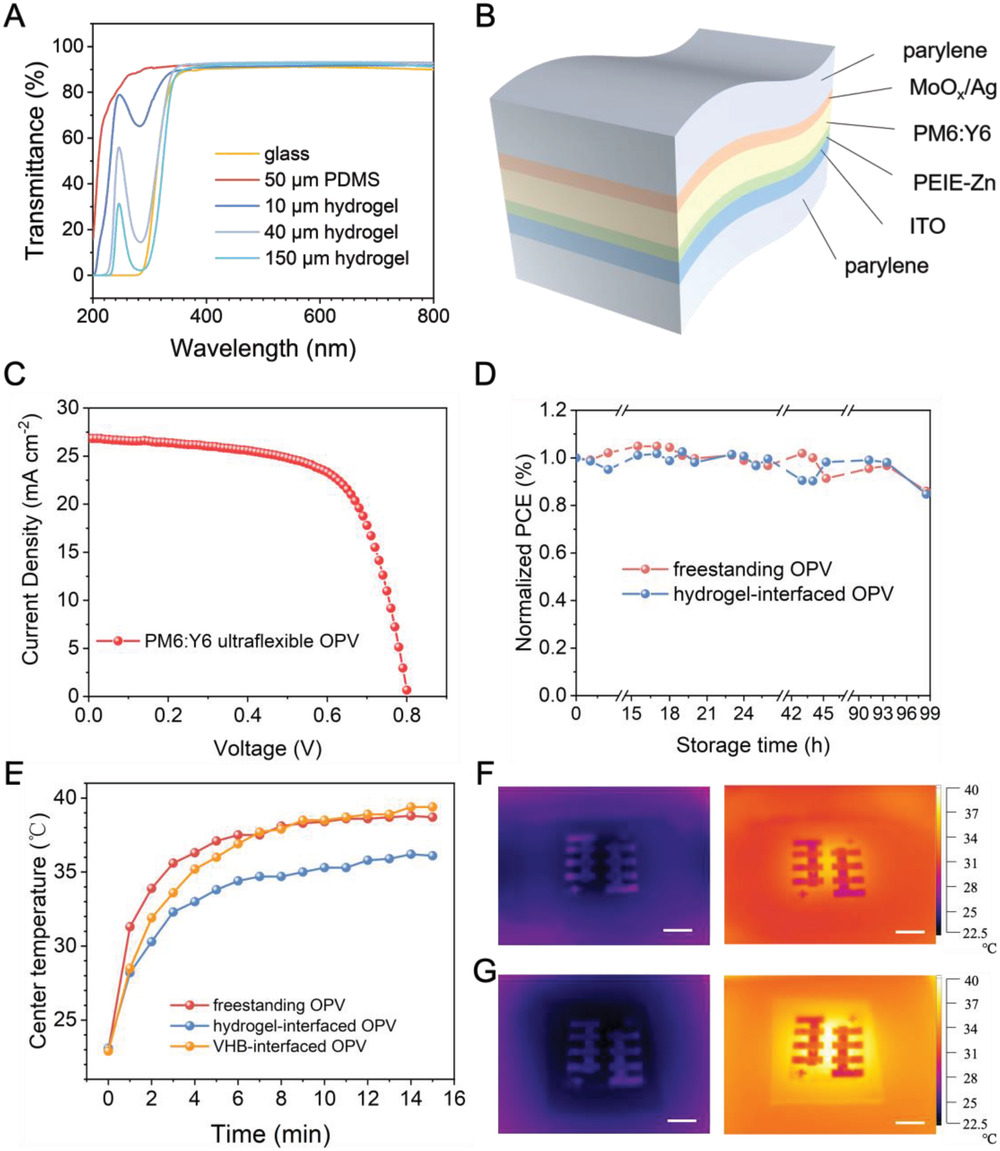 A
Transmittance (%)
100
80
60
40
20
0
glass
50 μm PDMS
10 μm hydrogel
40 μm hydrogel
150 μm hydrogel
200 400 600 800
Wavelength (nm)
B
parylene
MoOₓ/Ag
PM6:Y6
PEIE-Zn
ITO
parylene
C
Current Density (mA cm⁻²)
30
25
20
15
10
5
0
PM6:Y6 ultraflexible OPV
0.0 0.2 0.4 0.6 0.8
Voltage (V)
D
Normalized PCE (%)
1.2
1.0
0.8
0.6
0.4
0.2
0.0
freestanding OPV
hydrogel-interfaced OPV
0 15 18 21 24 42 45 90 93 96 99
Storage time (h)
E
Center temperature (℃)
40
35
30
25
freestanding OPV
hydrogel-interfaced OPV
VHB-interfaced OPV
0 2 4 6 8 10 12 14 16
Time (min)
F
40
37
34
31
28
25
22.5
℃
G
40
37
34
31
28
25
22.5
℃